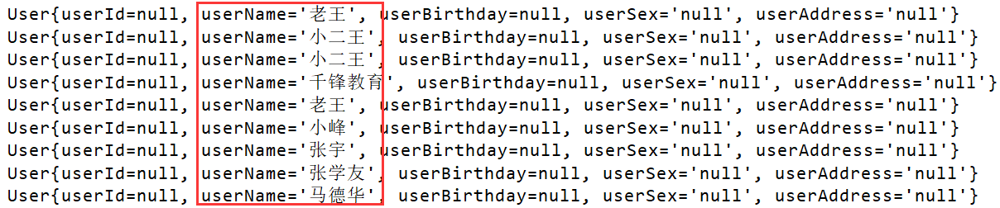 User{userId=null, userName='老王', userBirthday=null, userSex='null', userAddress='null'}
User{userId=null, userName='小二王', userBirthday=null, userSex='null', userAddress='null'}
User{userId=null, userName='小二王', userBirthday=null, userSex='null', userAddress='null'}
User{userId=null, userName='千锋教育', userBirthday=null, userSex='null', userAddress='null'}
User{userId=null, userName='老王', userBirthday=null, userSex='null', userAddress='null'}
User{userId=null, userName='小峰', userBirthday=null, userSex='null', userAddress='null'}
User{userId=null, userName='张宇', userBirthday=null, userSex='null', userAddress='null'}
User{userId=null, userName='张学友', userBirthday=null, userSex='null', userAddress='null'}
User{userId=null, userName='马德华', userBirthday=null, userSex='null', userAddress='null'}